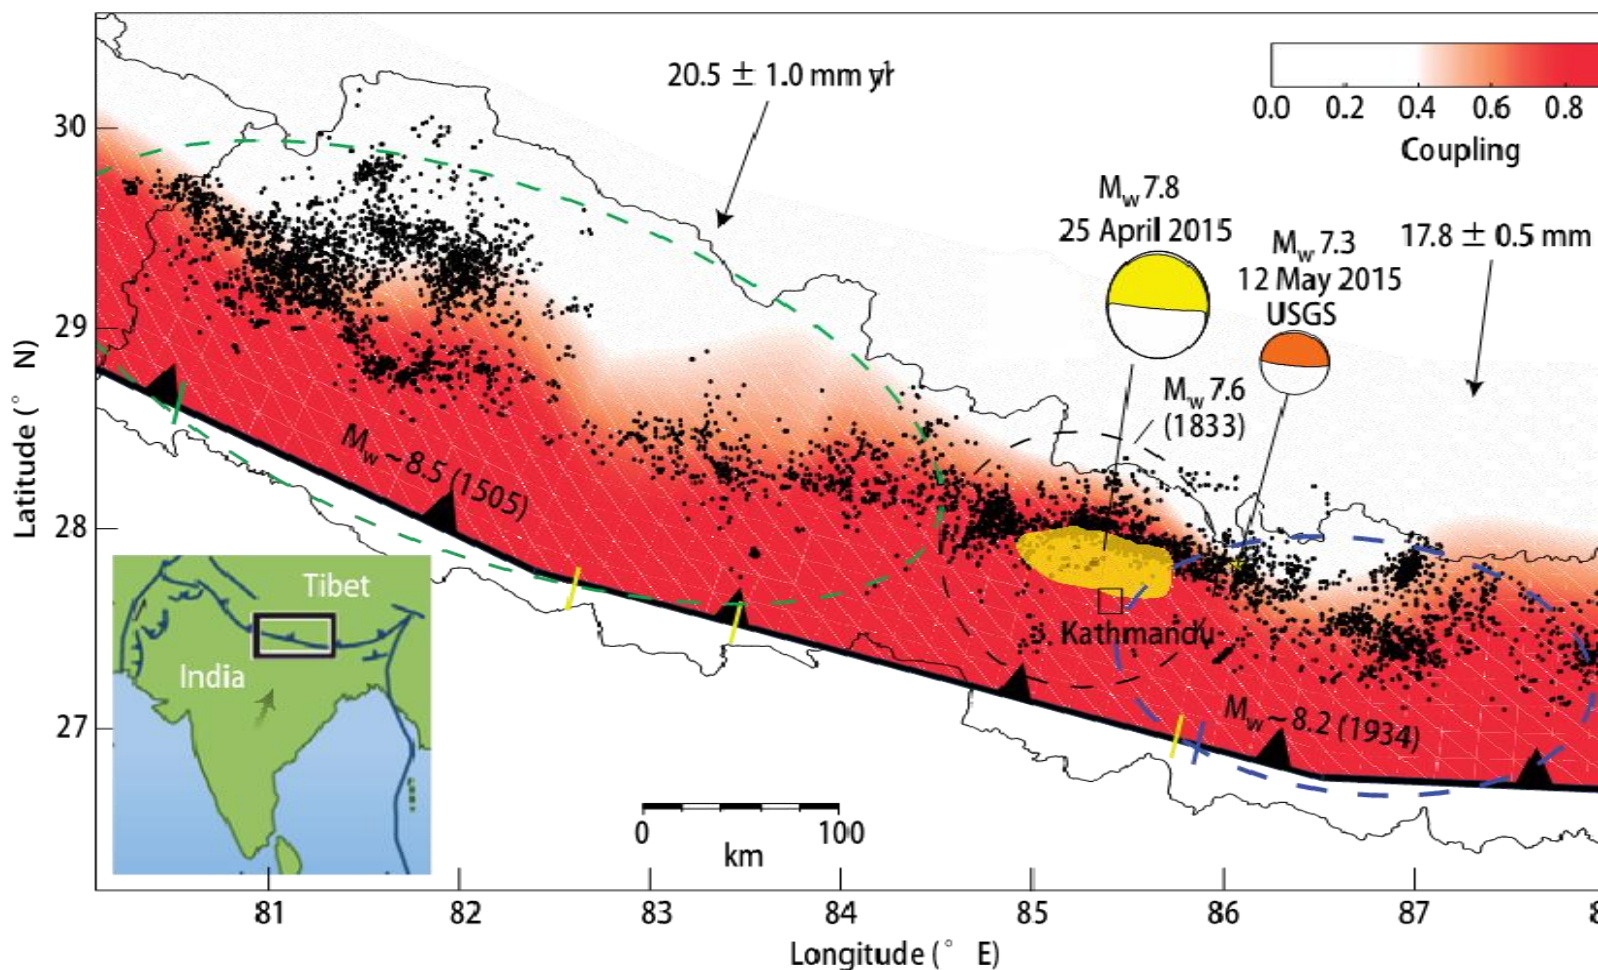 20.5 ± 1.0 mm yr
0.0 0.2 0.4 0.6 0.8
Coupling
Mw 7.8
25 April 2015
Mw 7.3
12 May 2015
USGS
17.8 ± 0.5 mm
Mw 7.6
(1833)
Mw ~8.5 (1505)
Kathmandu
Mw ~8.2 (1934)
Tibet
India
0 100
km
30
29
28
27
Latitude (° N)
81 82 83 84 85 86 87 8
Longitude (° E)